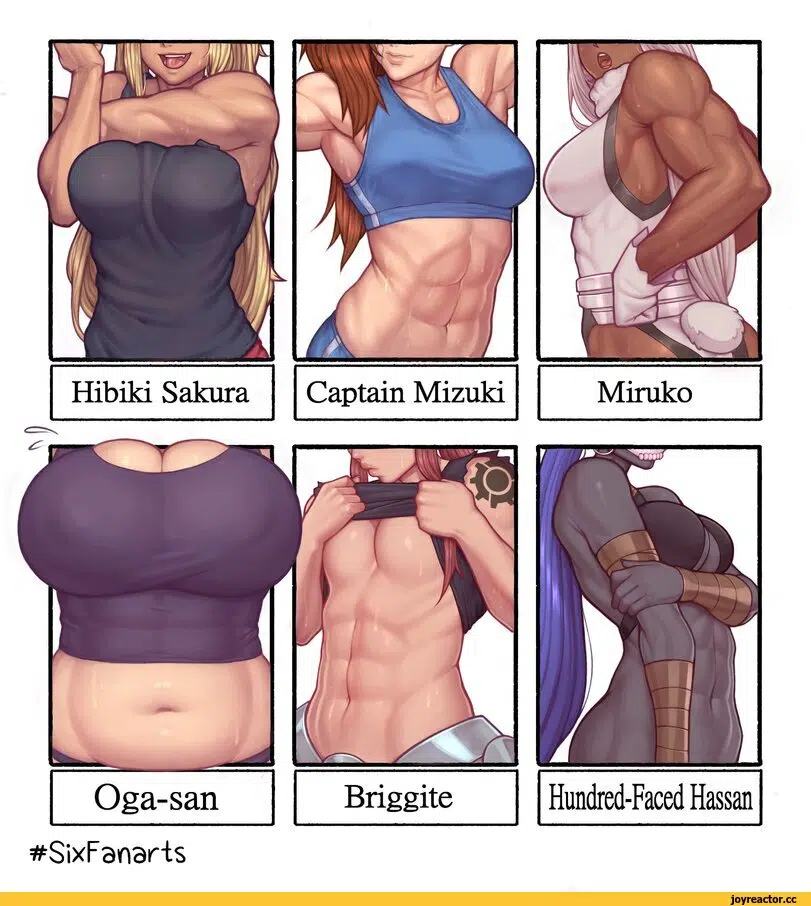 Hibiki Sakura
Captain Mizuki
Miruko
Oga-san
Briggite
Hundred-Faced Hassan
#SixFanarts
joyreactor.cc